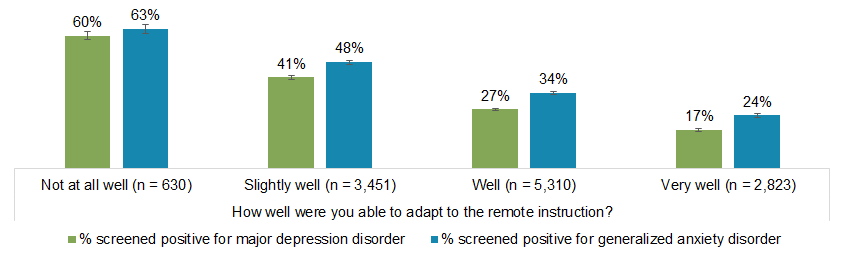 60%
63%
41%
48%
27%
34%
17%
24%
Not at all well (n = 630)
Slightly well (n = 3,451)
Well (n = 5,310)
Very well (n = 2,823)
How well were you able to adapt to the remote instruction?
% screened positive for major depression disorder
% screened positive for generalized anxiety disorder